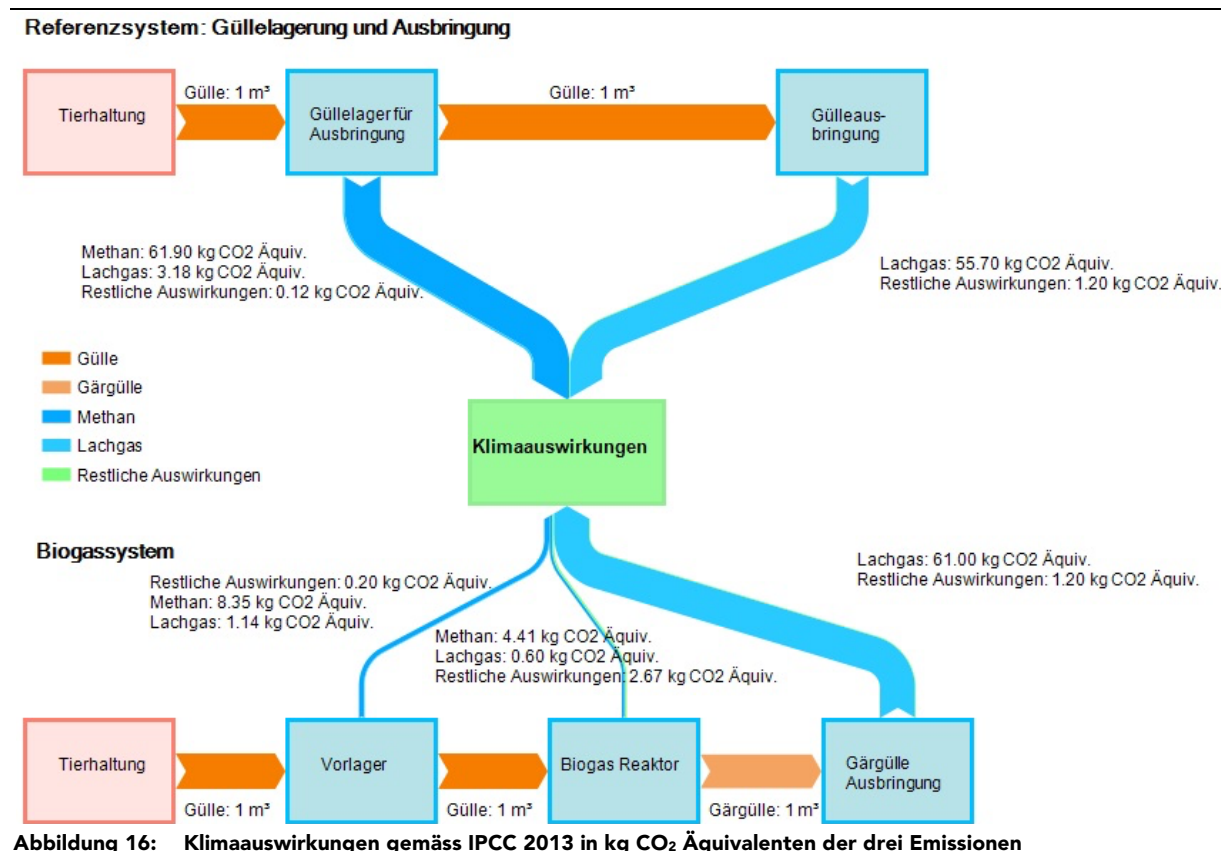 Referenzsystem: Güllelagerung und Ausbringung
Gülle: 1 m³
Gülle: 1 m³
Tierhaltung
Güllelager für
Ausbringung
Gülleaus-
bringung
Methan: 61.90 kg CO2 Äquiv.
Lachgas: 3.18 kg CO2 Äquiv.
Restliche Auswirkungen: 0.12 kg CO2 Äquiv.
Lachgas: 55.70 kg CO2 Äquiv.
Restliche Auswirkungen: 1.20 kg CO2 Äquiv.
Gülle
Gärgülle
Methan
Lachgas
Restliche Auswirkungen
Klimaauswirkungen
Biogassystem
Restliche Auswirkungen: 0.20 kg CO2 Äquiv.
Methan: 8.35 kg CO2 Äquiv.
Lachgas: 1.14 kg CO2 Äquiv.
Methan: 4.41 kg CO2 Äquiv.
Lachgas: 0.60 kg CO2 Äquiv.
Restliche Auswirkungen: 2.67 kg CO2 Äquiv.
Lachgas: 61.00 kg CO2 Äquiv.
Restliche Auswirkungen: 1.20 kg CO2 Äquiv.
Tierhaltung
Vorlager
Biogas Reaktor
Gärgülle
Ausbringung
Gülle: 1 m³
Gülle: 1 m³
Gärgülle: 1 m³
Abbildung 16: Klimaauswirkungen gemäss IPCC 2013 in kg CO₂ Äquivalenten der drei Emissionen